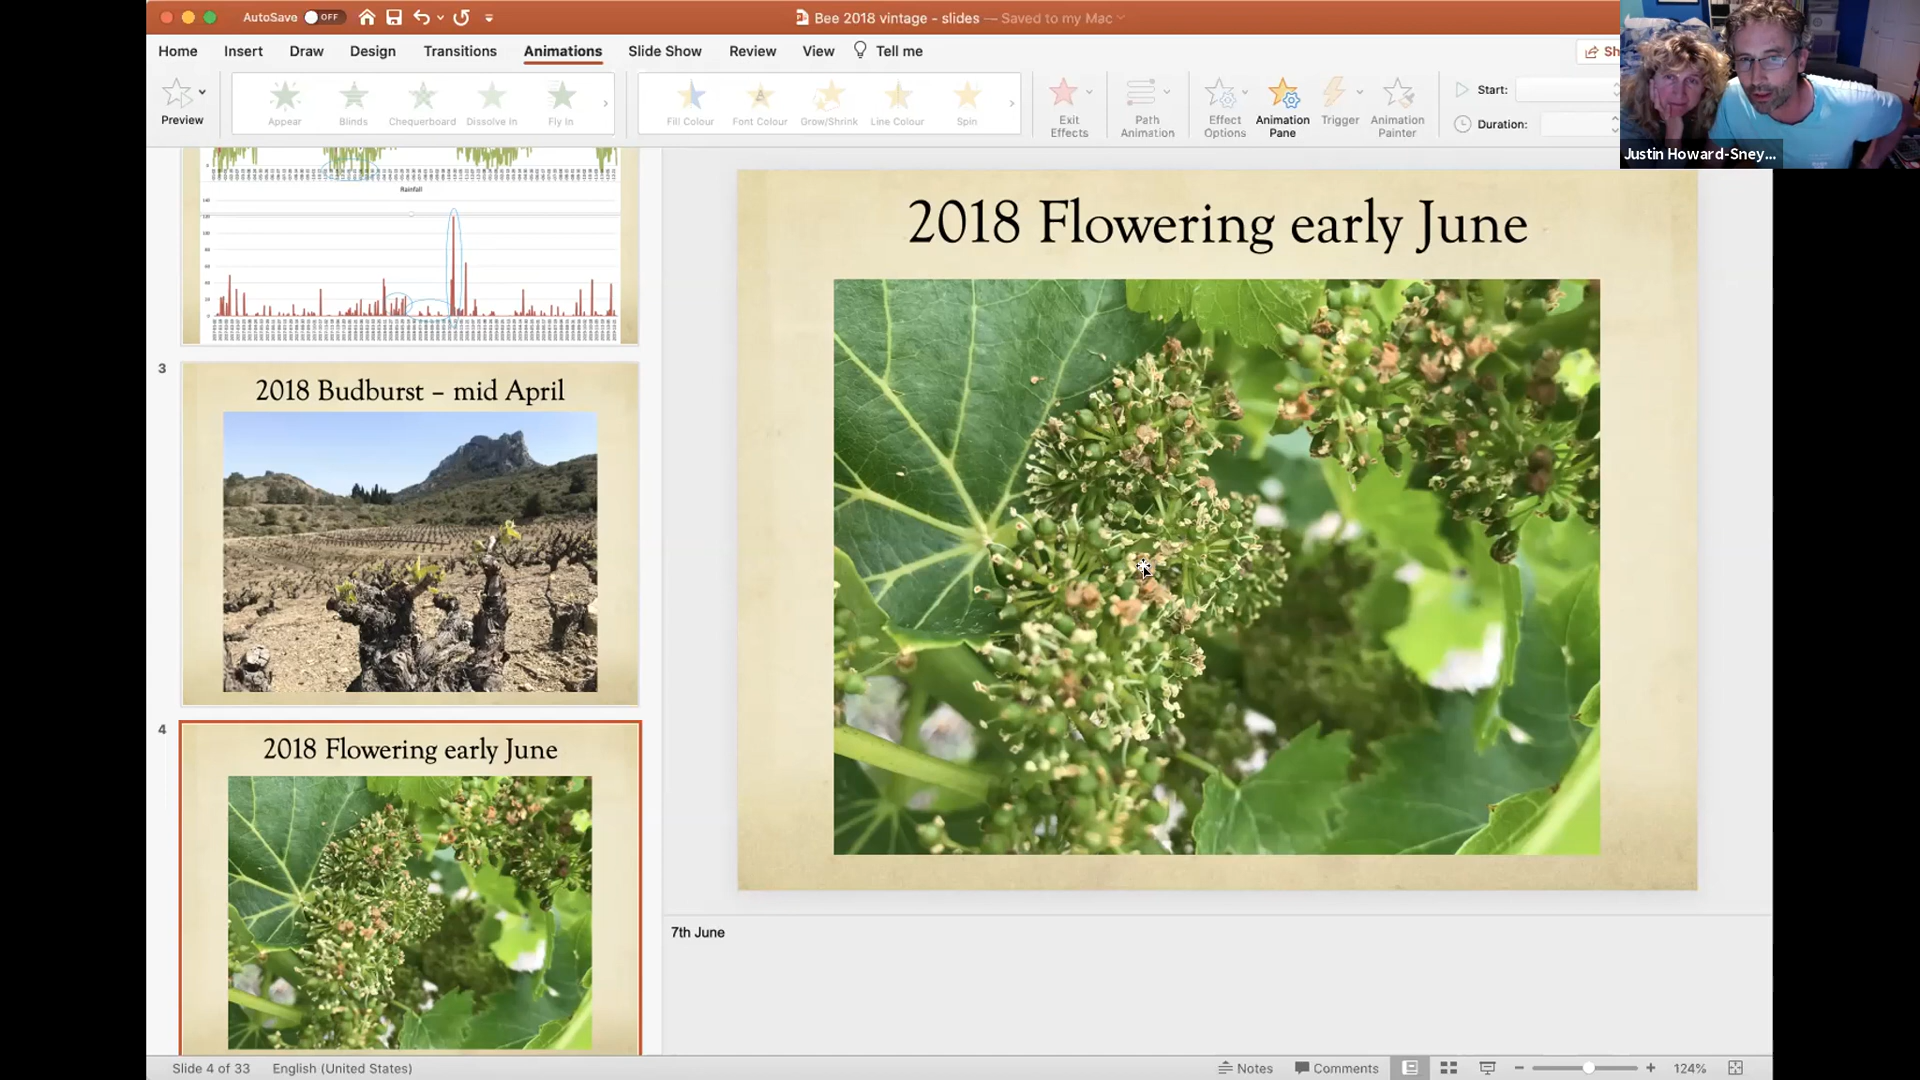 AutoSave OFF
Bee 2018 vintage - slides — Saved to my Mac
Home Insert Draw Design Transitions Animations Slide Show Review View Tell me
Sh
Preview
Appear Blinds Chequerboard Dissolve In Fly In
Fill Colour Font Colour Grow/Shrink Line Colour Spin
Exit Effects
Path Animation
Effect Options
Animation Pane
Trigger
Animation Painter
Start:
Duration:
Justin Howard-Sney...
Rainfall
3
2018 Budburst – mid April
4
2018 Flowering early June
2018 Flowering early June
7th June
Slide 4 of 33 English (United States)
Notes Comments 124%